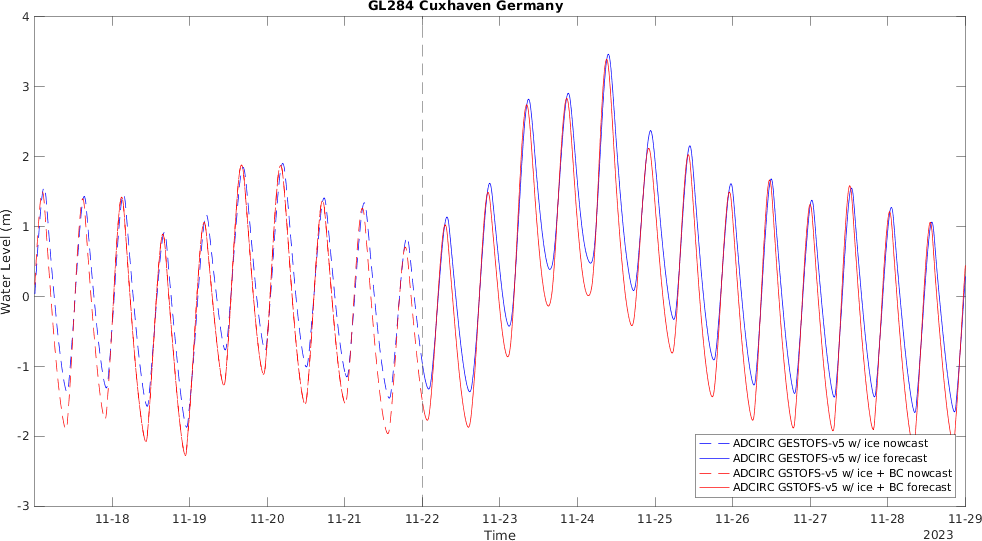 GL284 Cuxhaven Germany
Water Level (m)
4
3
2
1
0
-1
-2
-3
ADCIRC GESTOFS-v5 w/ ice nowcast
ADCIRC GESTOFS-v5 w/ ice forecast
ADCIRC GSTOFS-v5 w/ ice + BC nowcast
ADCIRC GSTOFS-v5 w/ ice + BC forecast
11-18 11-19 11-20 11-21 11-22 11-23 11-24 11-25 11-26 11-27 11-28 11-29
Time
2023